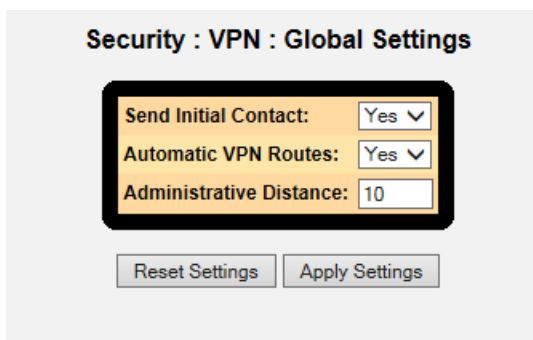 Security : VPN : Global Settings
Send Initial Contact: Yes
Automatic VPN Routes: Yes
Administrative Distance: 10
Reset Settings Apply Settings